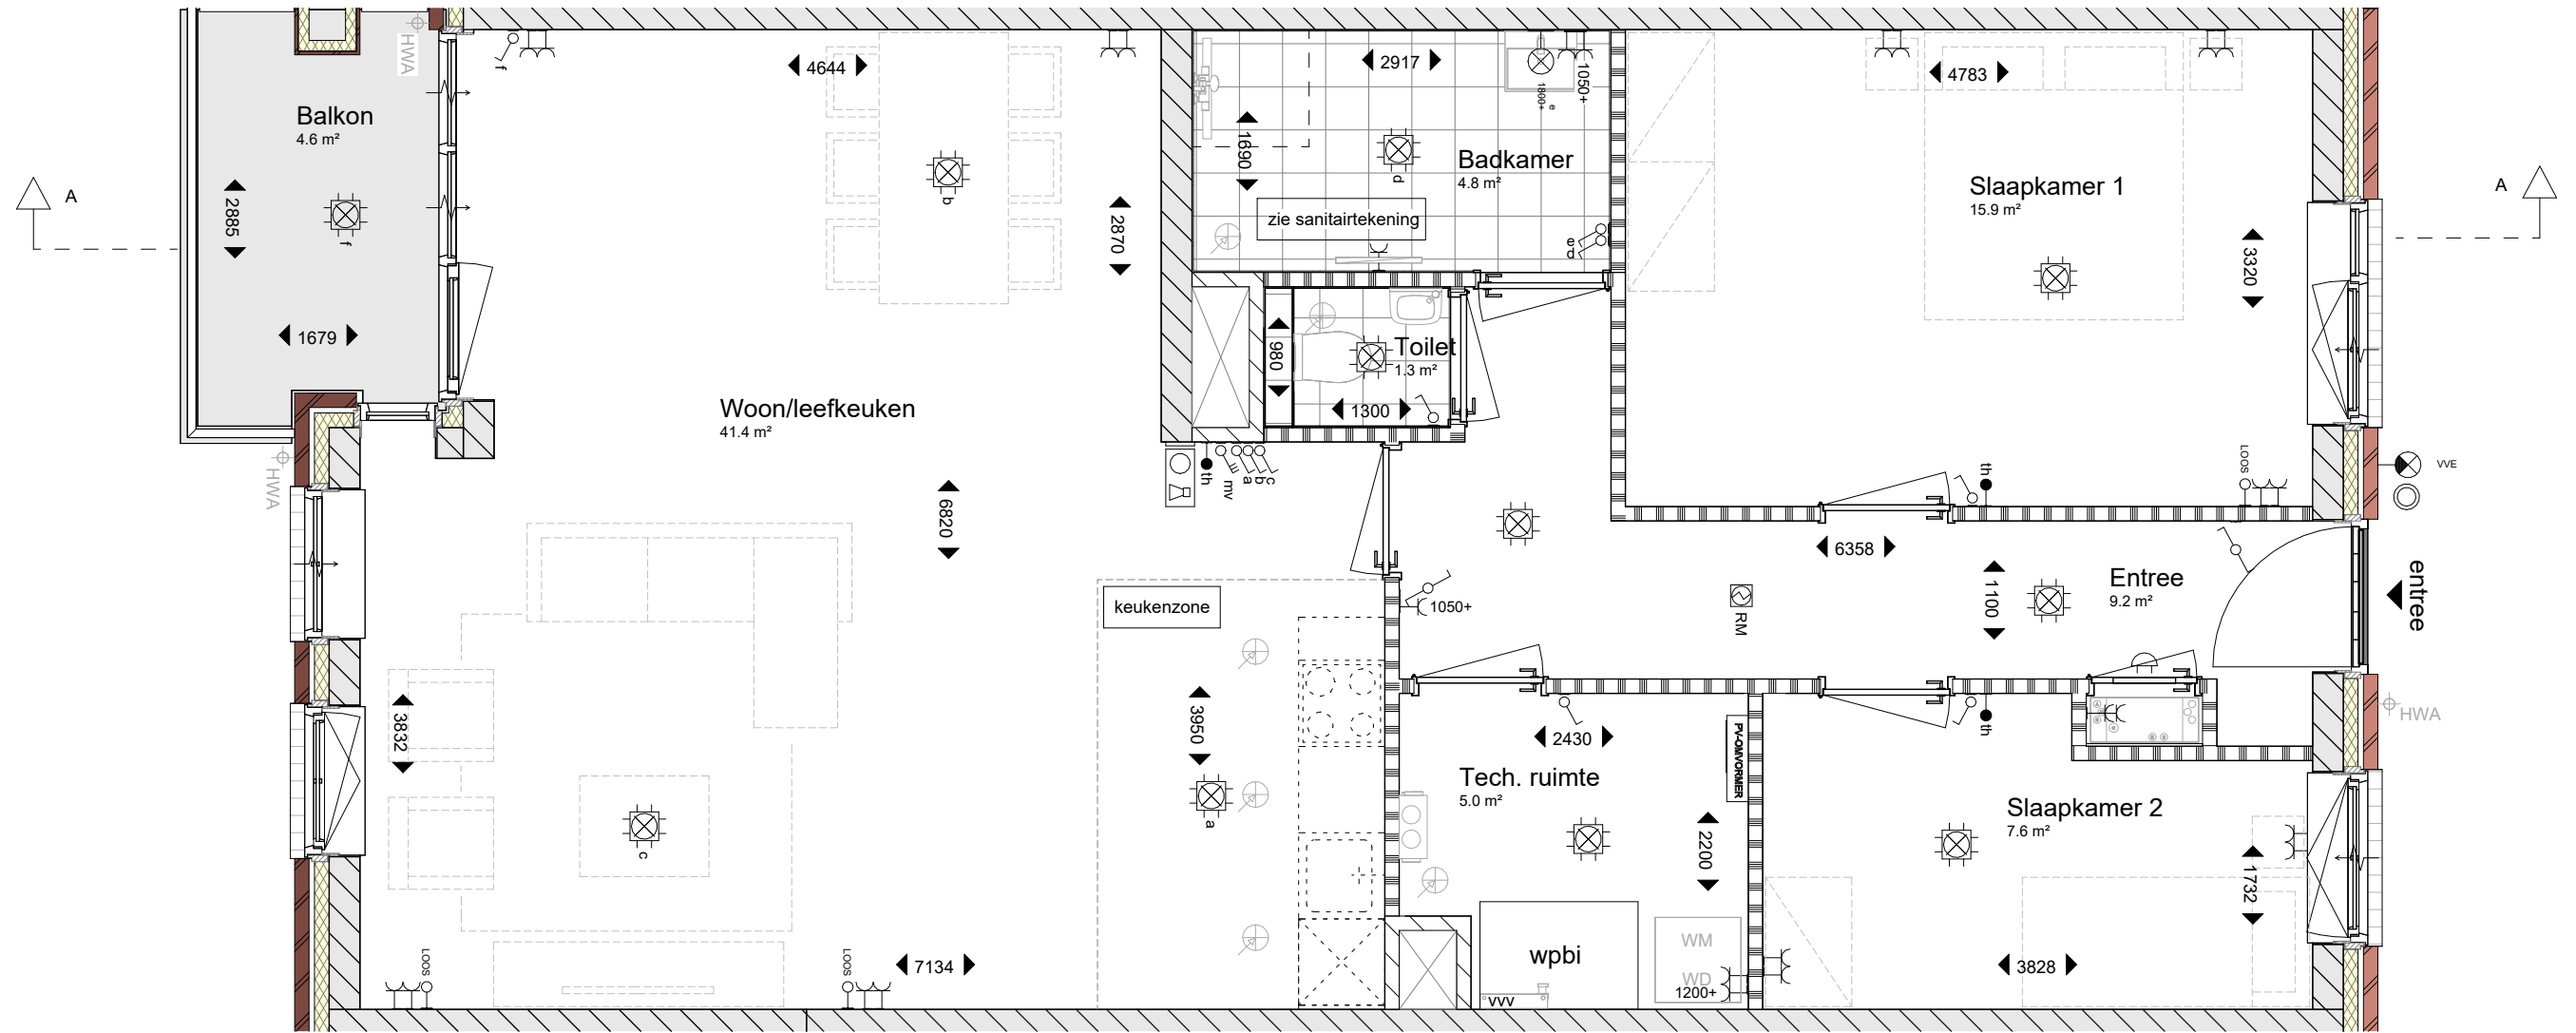 HWA
f
4644
2917
1050+
1800+
e
4783
Balkon
4.6 m²
1690
Badkamer
4.8 m²
d
b
A
2885
f
2870
zie sanitairtekening
e
d
Slaapkamer 1
15.9 m²
A
3320
1679
980
Toilet
1.3 m²
1300
Woon/leefkeuken
41.4 m²
HWA
th
mv
a
b
c
th
LOOS
VVE
6820
6358
1100
Entree
9.2 m²
entree
keukenzone
1050+
RM
3832
3950
a
2430
Tech. ruimte
5.0 m²
PV-OMVORMER
th
HWA
Slaapkamer 2
7.6 m²
c
2200
1732
LOOS
LOOS
7134
wpbi
vvv
WM
WD
1200+
3828